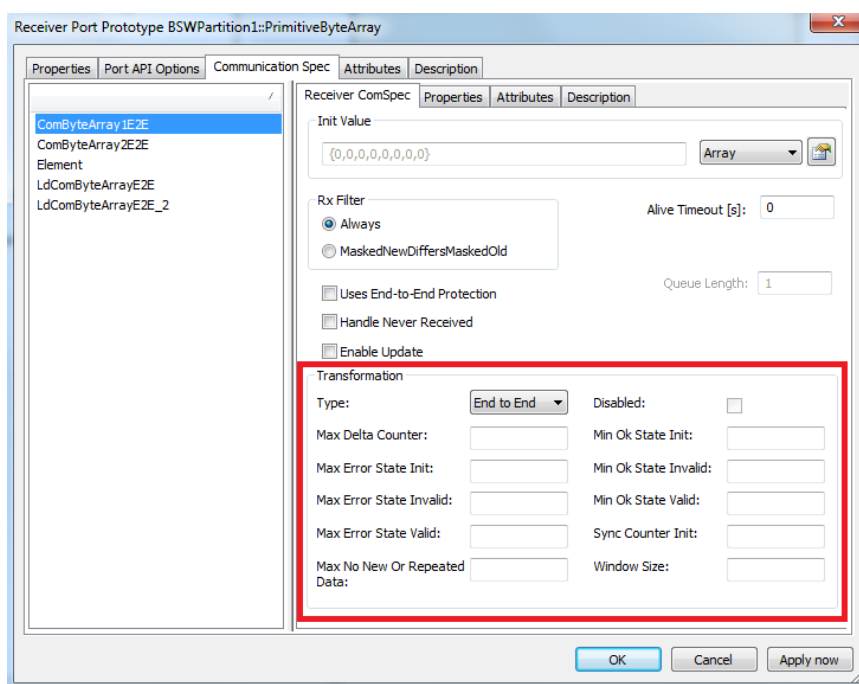 Receiver Port Prototype BSWPartition1::PrimitiveByteArray
Properties Port API Options Communication Spec Attributes Description
Receiver ComSpec Properties Attributes Description
ComByteArray1E2E
ComByteArray2E2E
Element
LdComByteArrayE2E
LdComByteArrayE2E_2
Init Value
{0,0,0,0,0,0,0,0} Array
Rx Filter
Always
MaskedNewDiffersMaskedOld
Alive Timeout [s]: 0
Queue Length: 1
Uses End-to-End Protection
Handle Never Received
Enable Update
Transformation
Type: End to End Disabled:
Max Delta Counter: Min Ok State Init:
Max Error State Init: Min Ok State Invalid:
Max Error State Invalid: Min Ok State Valid:
Max Error State Valid: Sync Counter Init:
Max No New Or Repeated Window Size:
Data:
OK Cancel Apply now